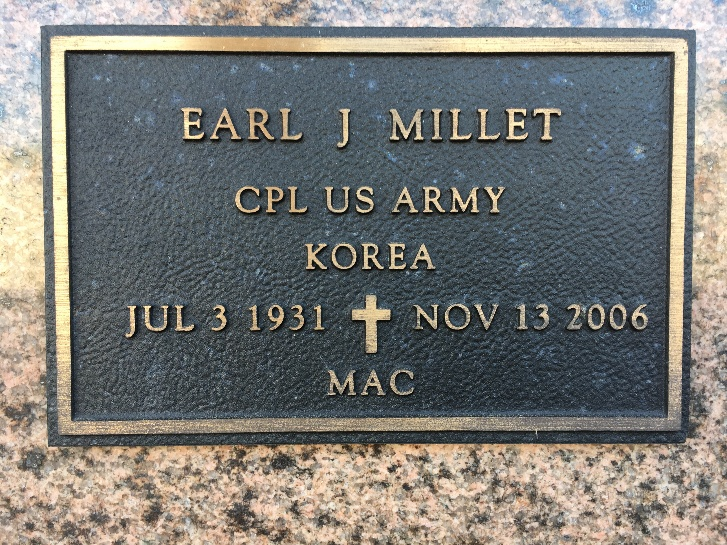 EARL J MILLET
CPL US ARMY
KOREA
JUL 3 1931 ✝ NOV 13 2006
MAC